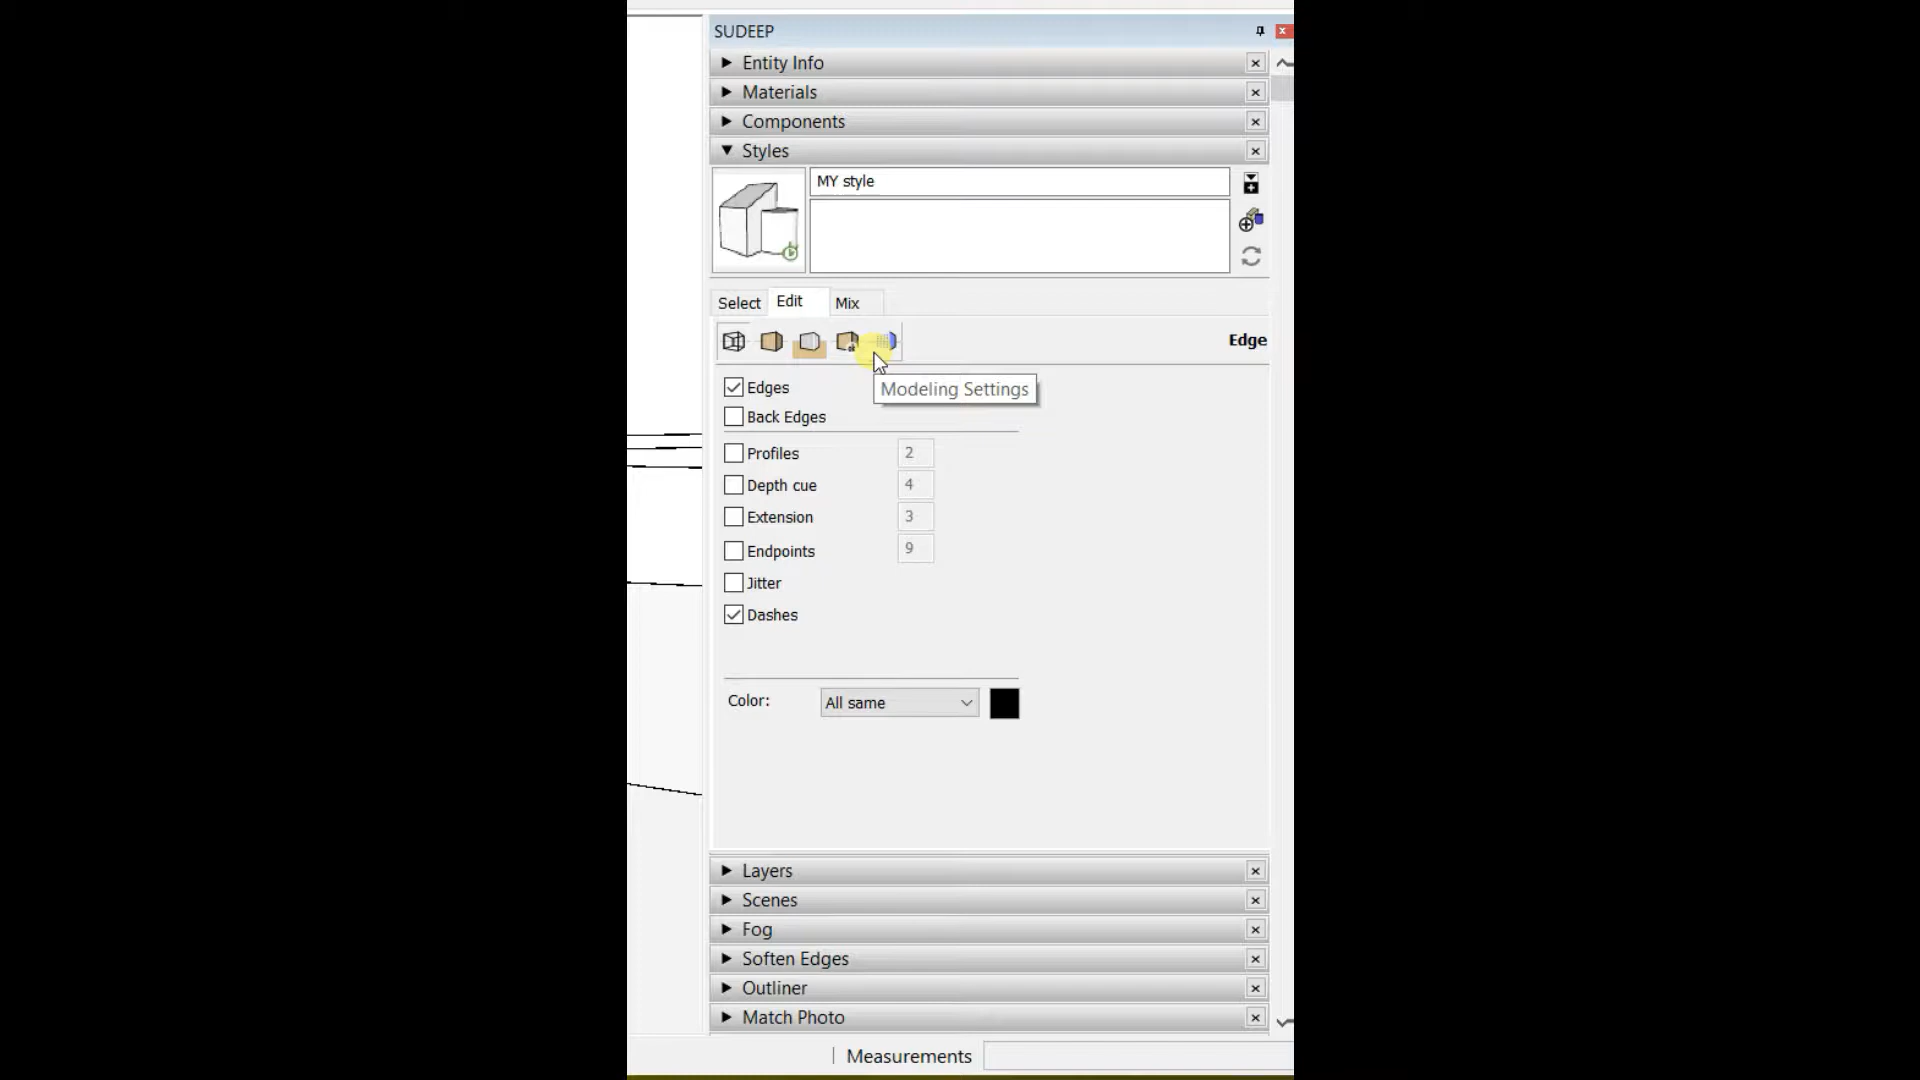 SUDEEP
Entity Info
Materials
Components
Styles
MY style
Select Edit Mix
Edge
Modeling Settings
Edges
Back Edges
Profiles 2
Depth cue 4
Extension 3
Endpoints 9
Jitter
Dashes
Color: All same
Layers
Scenes
Fog
Soften Edges
Outliner
Match Photo
Measurements